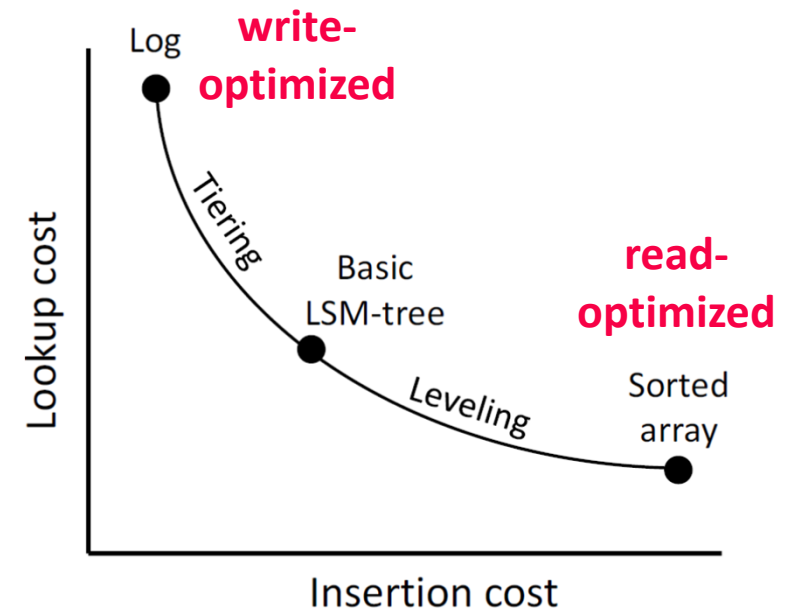 Log
write-
optimized
Tiering
Basic
LSM-tree
read-
optimized
Leveling
Sorted
array
Lookup cost
Insertion cost